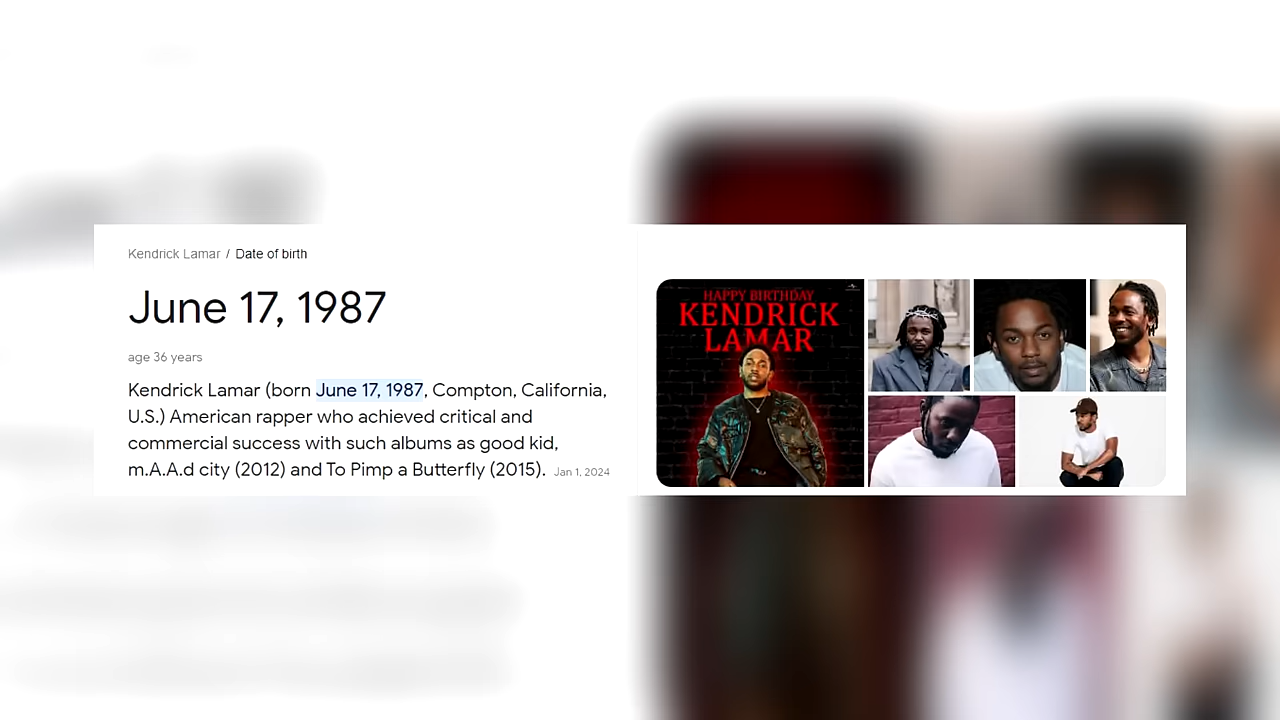 Kendrick Lamar / Date of birth
June 17, 1987
age 36 years
Kendrick Lamar (born June 17, 1987, Compton, California,
U.S.) American rapper who achieved critical and
commercial success with such albums as good kid,
m.A.A.d city (2012) and To Pimp a Butterfly (2015). Jan 1, 2024
HAPPY BIRTHDAY
KENDRICK
LAMAR